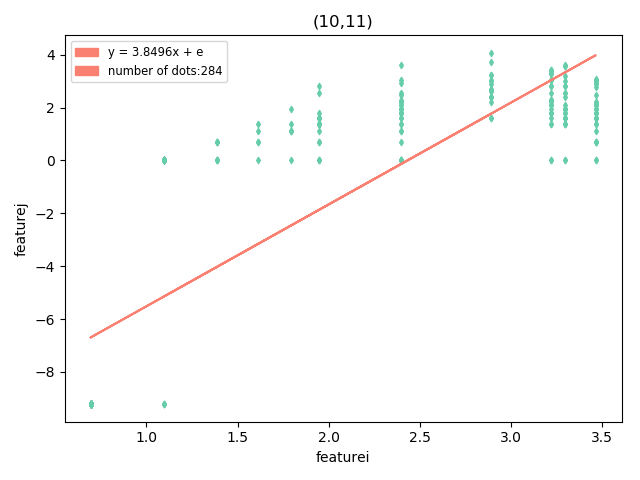 (10,11)
y = 3.8496x + e
number of dots:284
4
2
0
−2
−4
−6
−8
featurej
1.0 1.5 2.0 2.5 3.0 3.5
featurei